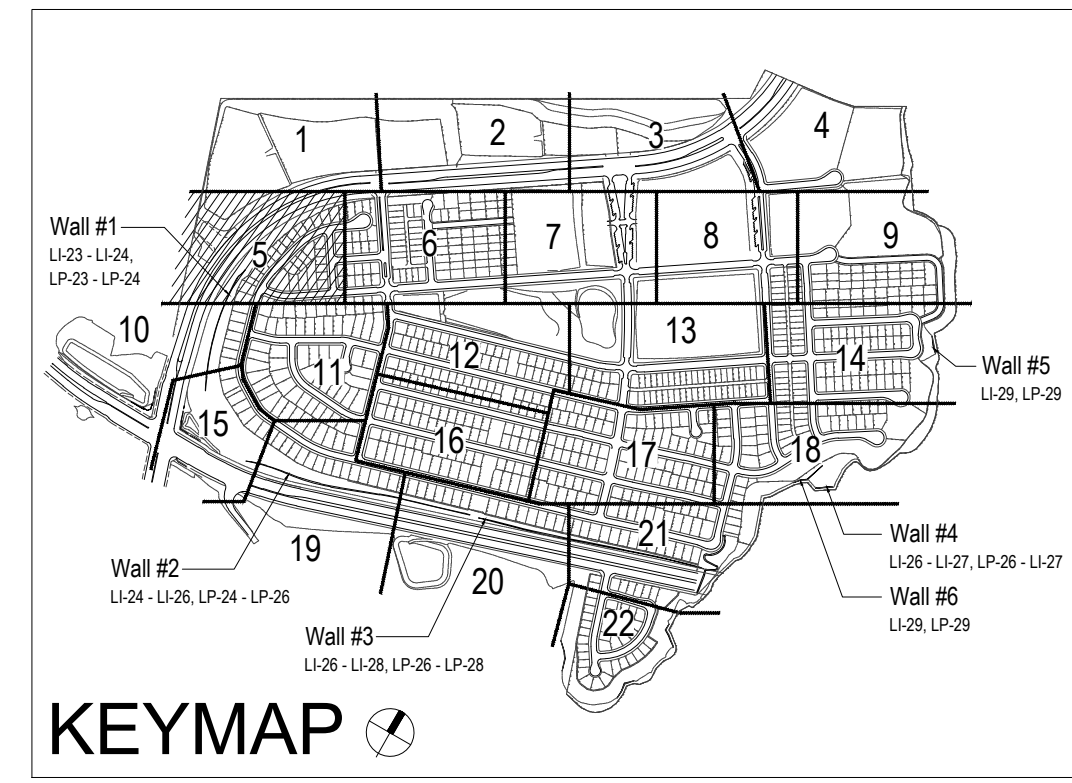 1
2
3
4
Wall #1
LI-23 - LI-24,
LP-23 - LP-24
5
6
7
8
9
10
11
12
13
14
Wall #5
LI-29, LP-29
15
16
17
18
Wall #4
LI-26 - LI-27, LP-26 - LI-27
19
20
21
Wall #2
LI-24 - LI-26, LP-24 - LP-26
Wall #6
LI-29, LP-29
22
Wall #3
LI-26 - LI-28, LP-26 - LP-28
KEYMAP